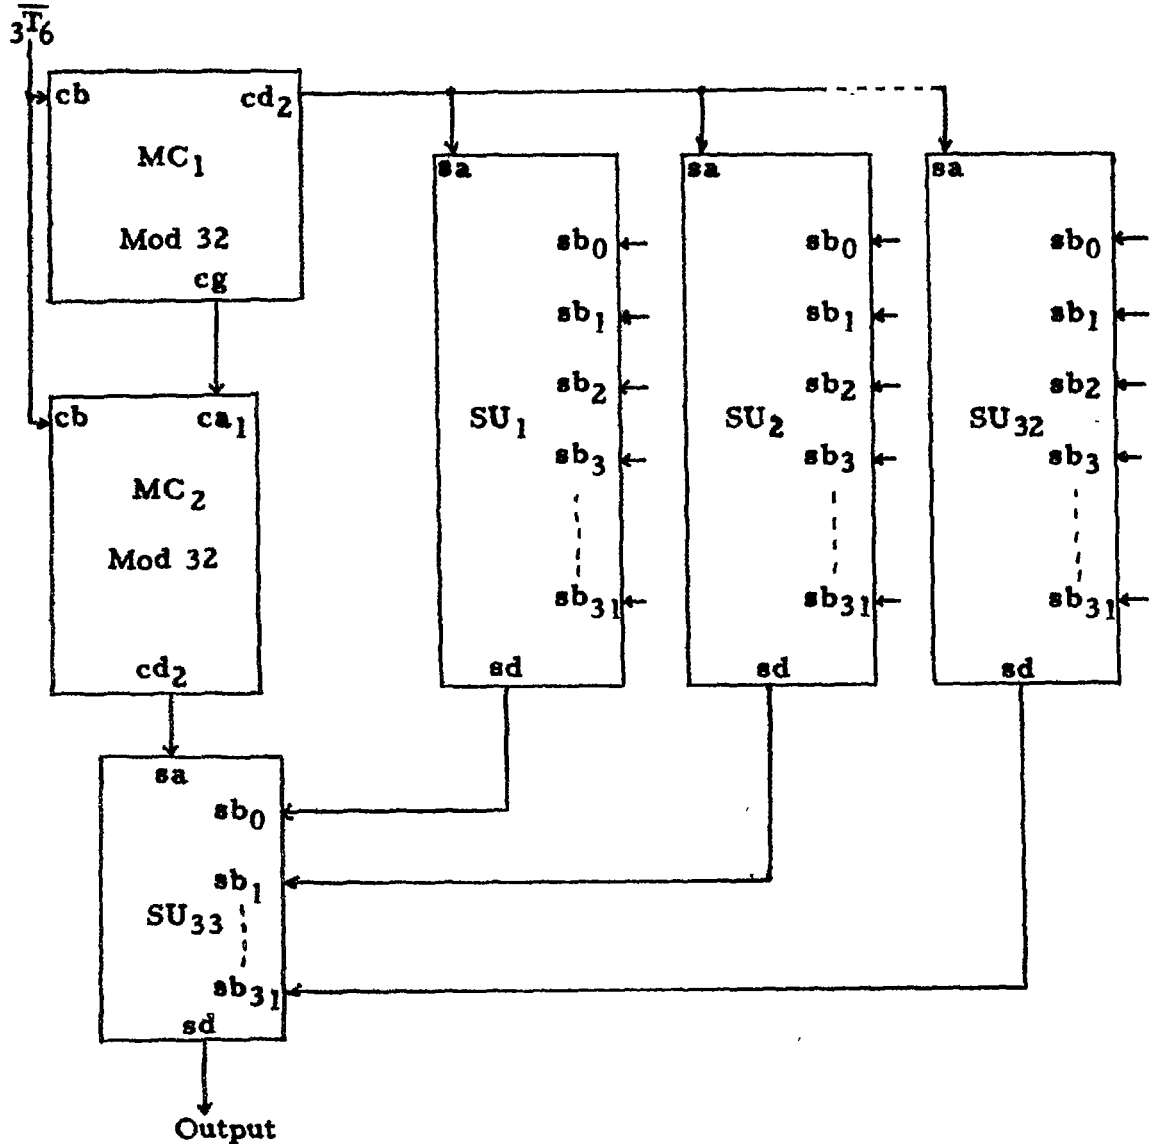 3T̅6
cb cd2
MC1
Mod 32
cg
cb ca1
MC2
Mod 32
cd2
sa
sb0
sb1
sb2
SU1
sb3
sb31
sd
sa
sb0
sb1
sb2
SU2
sb3
sb31
sd
sa
sb0
sb1
sb2
SU32
sb3
sb31
sd
sa
sb0
sb1
SU33
sb31
sd
Output